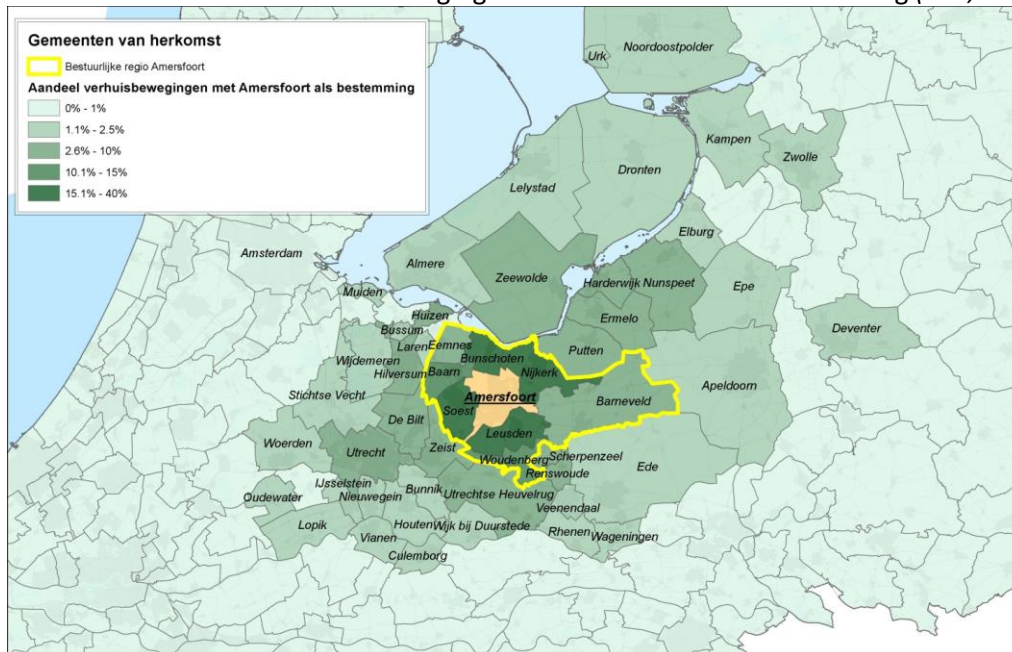 Gemeenten van herkomst
Bestuurlijke regio Amersfoort
Aandeel verhuisbewegingen met Amersfoort als bestemming
0% - 1%
1.1% - 2.5%
2.6% - 10%
10.1% - 15%
15.1% - 40%
Noordoostpolder
Urk
Kampen
Zwolle
Dronten
Lelystad
Elburg
Amsterdam
Almere
Zeewolde
Harderwijk
Nunspeet
Epe
Muiden
Huizen
Ermelo
Deventer
Bussum
Laren
Eemnes
Putten
Wijdemeren
Bunschoten
Hilversum
Baarn
Nijkerk
Apeldoorn
Stichtse Vecht
Amersfoort
Barneveld
Soest
De Bilt
Leusden
Woerden
Zeist
Utrecht
Woudenberg
Scherpenzeel
Ede
Renswoude
IJsselstein
Bunnik
Oudewater
Nieuwegein
Utrechtse Heuvelrug
Veenendaal
Lopik
Houten
Wijk bij Duurstede
Vianen
Rhenen
Wageningen
Culemborg